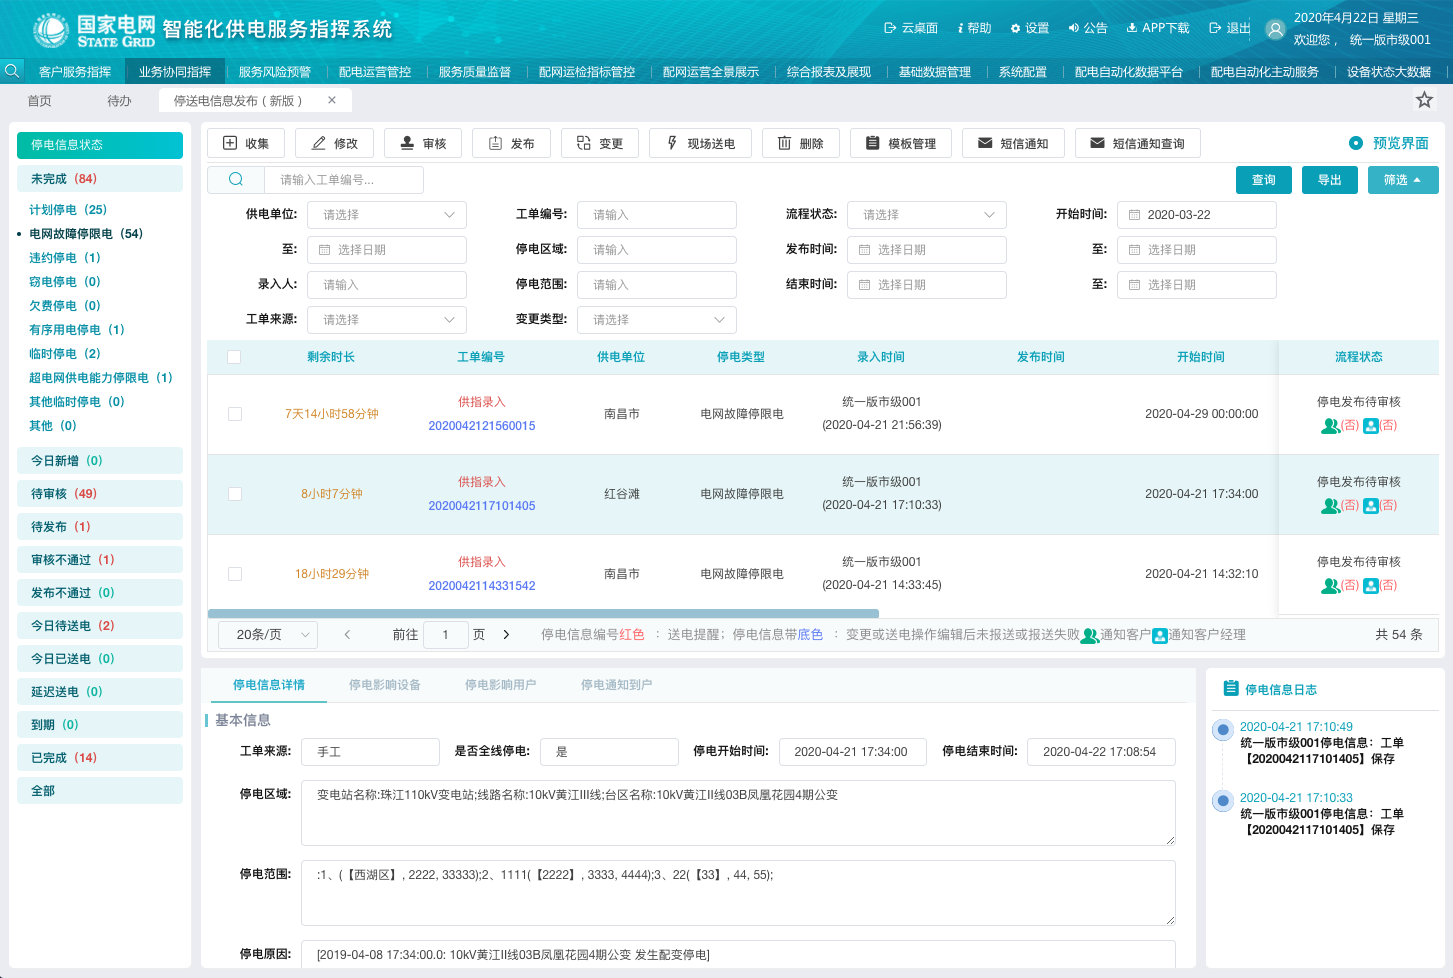 国家电网
STATE GRID
智能化供电服务指挥系统
云桌面 帮助 设置 公告 APP下载 退出
2020年4月22日 星期三
欢迎您， 统一版市级001
客户服务指挥 业务协同指挥 服务风险预警 配电运营管控 服务质量监督 配网运检指标管控 配网运营全景展示 综合报表及展现 基础数据管理 系统配置 配电自动化数据平台 配电自动化主动服务 设备状态大数据
首页 待办 停送电信息发布（新版） ×
停电信息状态
未完成 (84)
计划停电 (25)
电网故障停限电 (54)
违约停电 (1)
窃电停电 (0)
欠费停电 (0)
有序用电停电 (1)
临时停电 (2)
超电网供电能力停限电 (1)
其他临时停电 (0)
其他 (0)
今日新增 (0)
待审核 (49)
待发布 (1)
审核不通过 (1)
发布不通过 (0)
今日待送电 (2)
今日已送电 (0)
延迟送电 (0)
到期 (0)
已完成 (14)
全部
收集 修改 审核 发布 变更 现场送电 删除 模板管理 短信通知 短信通知查询 预览界面
请输入工单编号... 查询 导出 筛选
供电单位: 请选择 工单编号: 请输入 流程状态: 请选择 开始时间: 2020-03-22
至: 选择日期 停电区域: 请输入 发布时间: 选择日期 至: 选择日期
录入人: 请输入 停电范围: 请输入 结束时间: 选择日期 至: 选择日期
工单来源: 请选择 变更类型: 请选择
剩余时长 工单编号 供电单位 停电类型 录入时间 发布时间 开始时间 流程状态
供指录入 统一版市级001 停电发布待审核
7天14小时58分钟 南昌市 电网故障停限电 2020-04-29 00:00:00
2020042121560015 (2020-04-21 21:56:39) (否) (否)
供指录入 统一版市级001 停电发布待审核
8小时7分钟 红谷滩 电网故障停限电 2020-04-21 17:34:00
2020042117101405 (2020-04-21 17:10:33) (否) (否)
供指录入 统一版市级001 停电发布待审核
18小时29分钟 南昌市 电网故障停限电 2020-04-21 14:32:10
2020042114331542 (2020-04-21 14:33:45) (否) (否)
20条/页 前往 1 页 停电信息编号红色 ：送电提醒; 停电信息带底色 ：变更或送电操作编辑后未报送或报送失败 通知客户 通知客户经理 共 54 条
停电信息详情 停电影响设备 停电影响用户 停电通知到户
基本信息
工单来源: 手工 是否全线停电: 是 停电开始时间: 2020-04-21 17:34:00 停电结束时间: 2020-04-22 17:08:54
停电区域: 变电站名称:珠江110kV变电站;线路名称:10kV黄江III线;台区名称:10kV黄江II线03B凤凰花园4期公变
停电范围: :1、(【西湖区】, 2222, 33333);2、1111(【2222】, 3333, 4444);3、22(【33】, 44, 55);
停电原因: [2019-04-08 17:34:00.0: 10kV黄江II线03B凤凰花园4期公变 发生配变停电]
停电信息日志
2020-04-21 17:10:49
统一版市级001停电信息：工单
【2020042117101405】保存
2020-04-21 17:10:33
统一版市级001停电信息：工单
【2020042117101405】保存